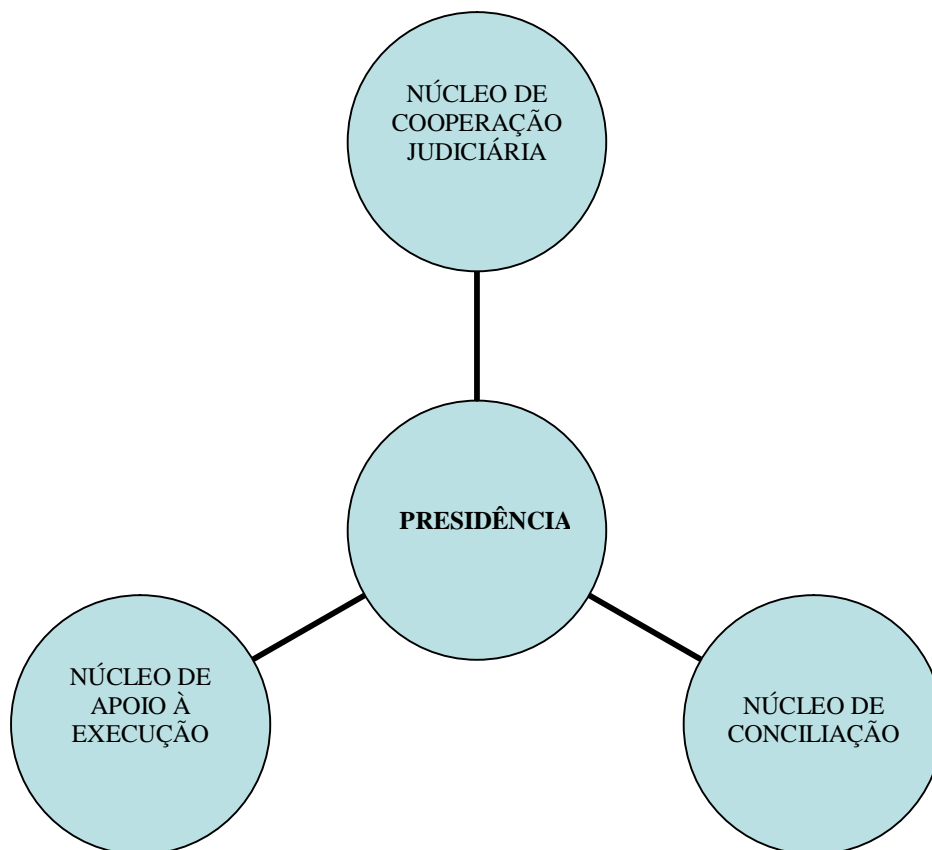 NÚCLEO DE
COOPERAÇÃO
JUDICIÁRIA
PRESIDÊNCIA
NÚCLEO DE
APOIO À
EXECUÇÃO
NÚCLEO DE
CONCILIAÇÃO